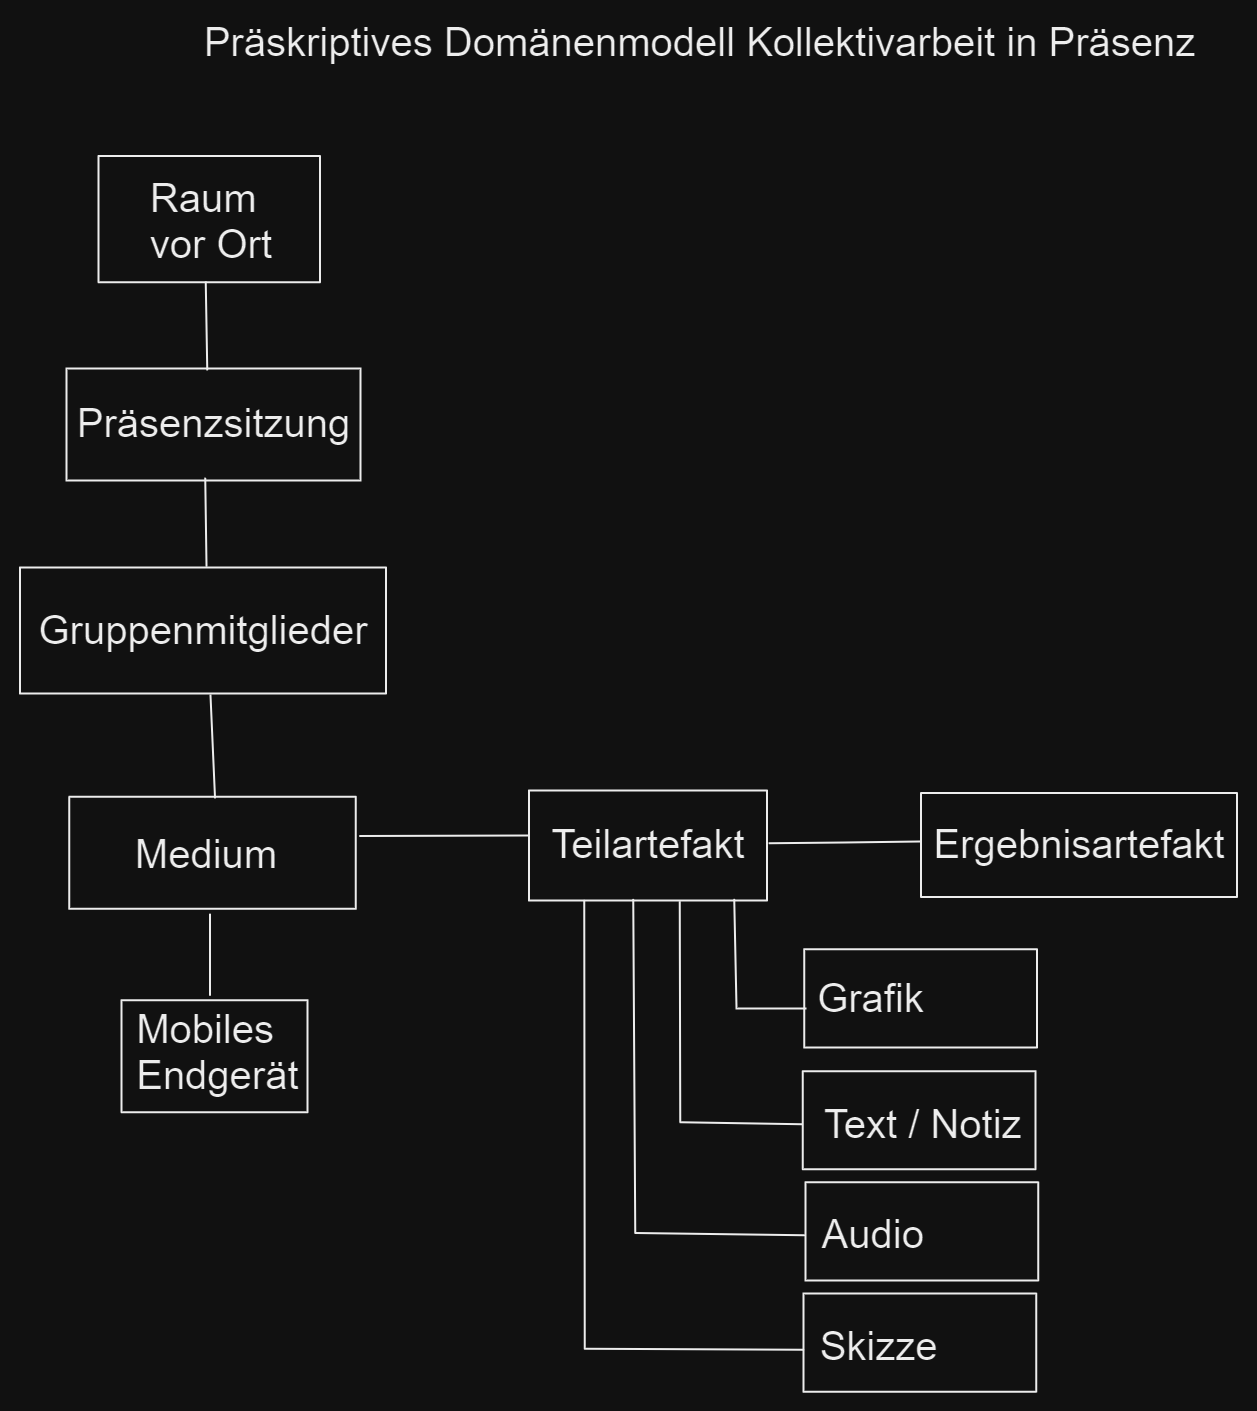 Präskriptives Domänenmodell Kollektivarbeit in Präsenz
Raum
vor Ort
Präsenzsitzung
Gruppenmitglieder
Medium
Teilartefakt
Ergebnisartefakt
Mobiles
Endgerät
Grafik
Text / Notiz
Audio
Skizze